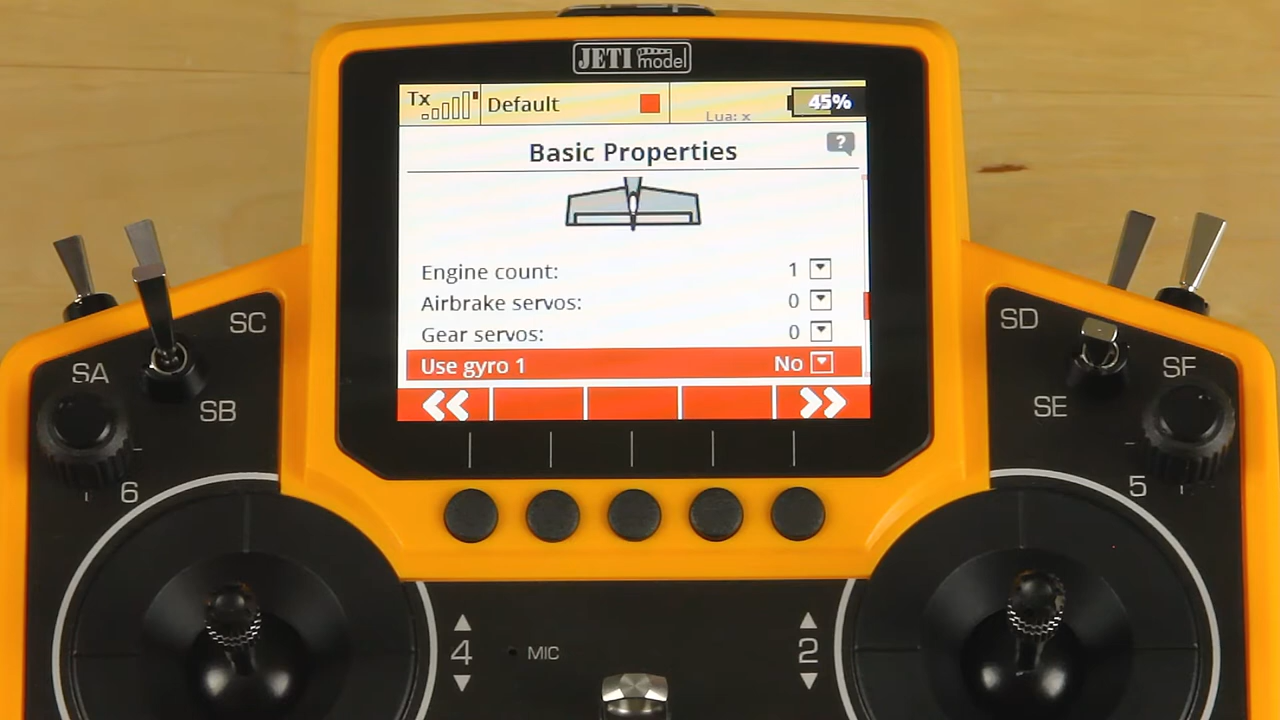 JETI model
Tx Default 45%
Lua: x
Basic Properties ?
Engine count: 1
Airbrake servos: 0
Gear servos: 0
Use gyro 1 No
SC
SA
SB
SD
SF
SE
6
5
4
MIC
2